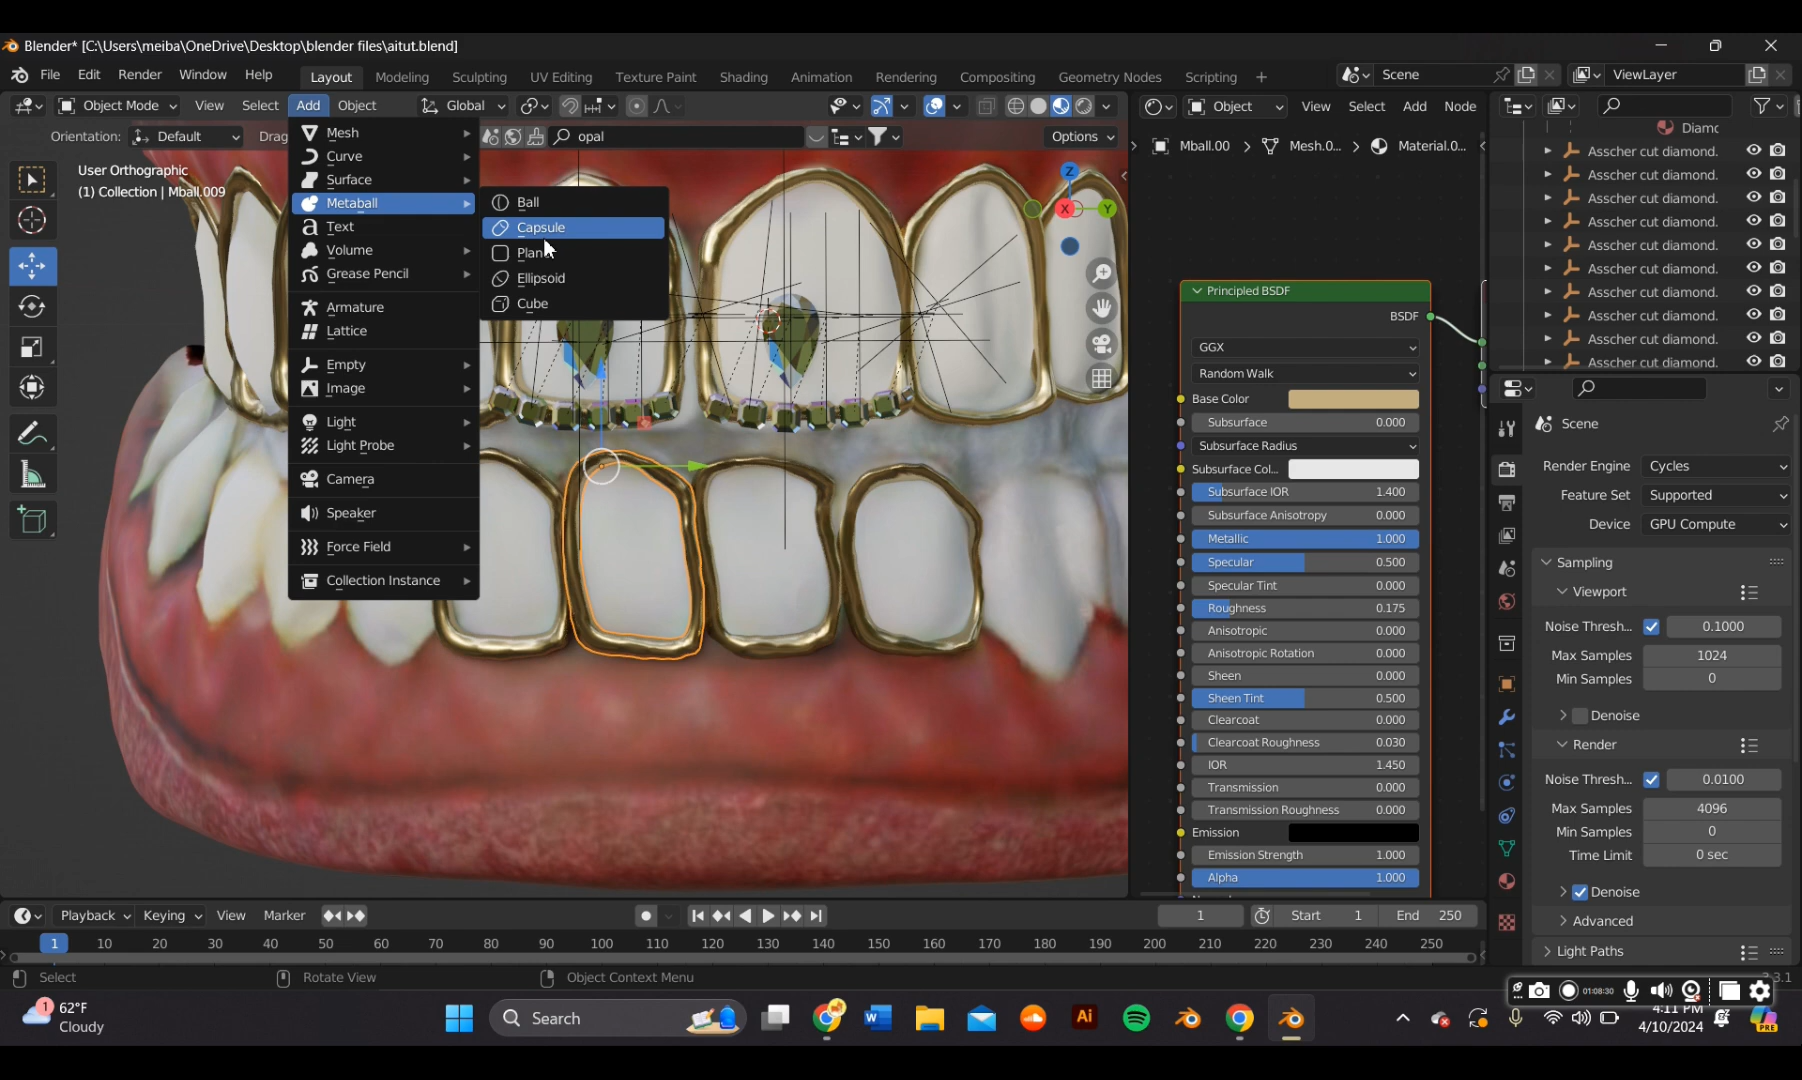 Blender* [C:\Users\meiba\OneDrive\Desktop\blender files\aitut.blend]
File Edit Render Window Help Layout Modeling Sculpting UV Editing Texture Paint Shading Animation Rendering Compositing Geometry Nodes Scripting + Scene ViewLayer
Object Mode View Select Add Object Global Object View Select Add Node
Orientation: Default Drag opal Options
Mball.00 > Mesh.0... > Material.0...
User Orthographic
(1) Collection | Mball.009
Mesh
Curve
Surface
Metaball
Text
Volume
Grease Pencil
Armature
Lattice
Empty
Image
Light
Light Probe
Camera
Speaker
Force Field
Collection Instance
Ball
Capsule
Plane
Ellipsoid
Cube
Z
X
Y
Principled BSDF
BSDF
GGX
Random Walk
Base Color
Subsurface 0.000
Subsurface Radius
Subsurface Col...
Subsurface IOR 1.400
Subsurface Anisotropy 0.000
Metallic 1.000
Specular 0.500
Specular Tint 0.000
Roughness 0.175
Anisotropic 0.000
Anisotropic Rotation 0.000
Sheen 0.000
Sheen Tint 0.500
Clearcoat 0.000
Clearcoat Roughness 0.030
IOR 1.450
Transmission 0.000
Transmission Roughness 0.000
Emission
Emission Strength 1.000
Alpha 1.000
Diamc
Asscher cut diamond.
Asscher cut diamond.
Asscher cut diamond.
Asscher cut diamond.
Asscher cut diamond.
Asscher cut diamond.
Asscher cut diamond.
Asscher cut diamond.
Asscher cut diamond.
Asscher cut diamond.
Scene
Render Engine Cycles
Feature Set Supported
Device GPU Compute
Sampling
Viewport
Noise Thresh... 0.1000
Max Samples 1024
Min Samples 0
Denoise
Render
Noise Thresh... 0.0100
Max Samples 4096
Min Samples 0
Time Limit 0 sec
Denoise
Advanced
Light Paths
Playback Keying View Marker 1 Start 1 End 250
1 10 20 30 40 50 60 70 80 90 100 110 120 130 140 150 160 170 180 190 200 210 220 230 240 250
Select Rotate View Object Context Menu 3.3.1
01:08:30
1 62°F
Cloudy
Search
W
Ai
4:11 PM
4/10/2024
PRE